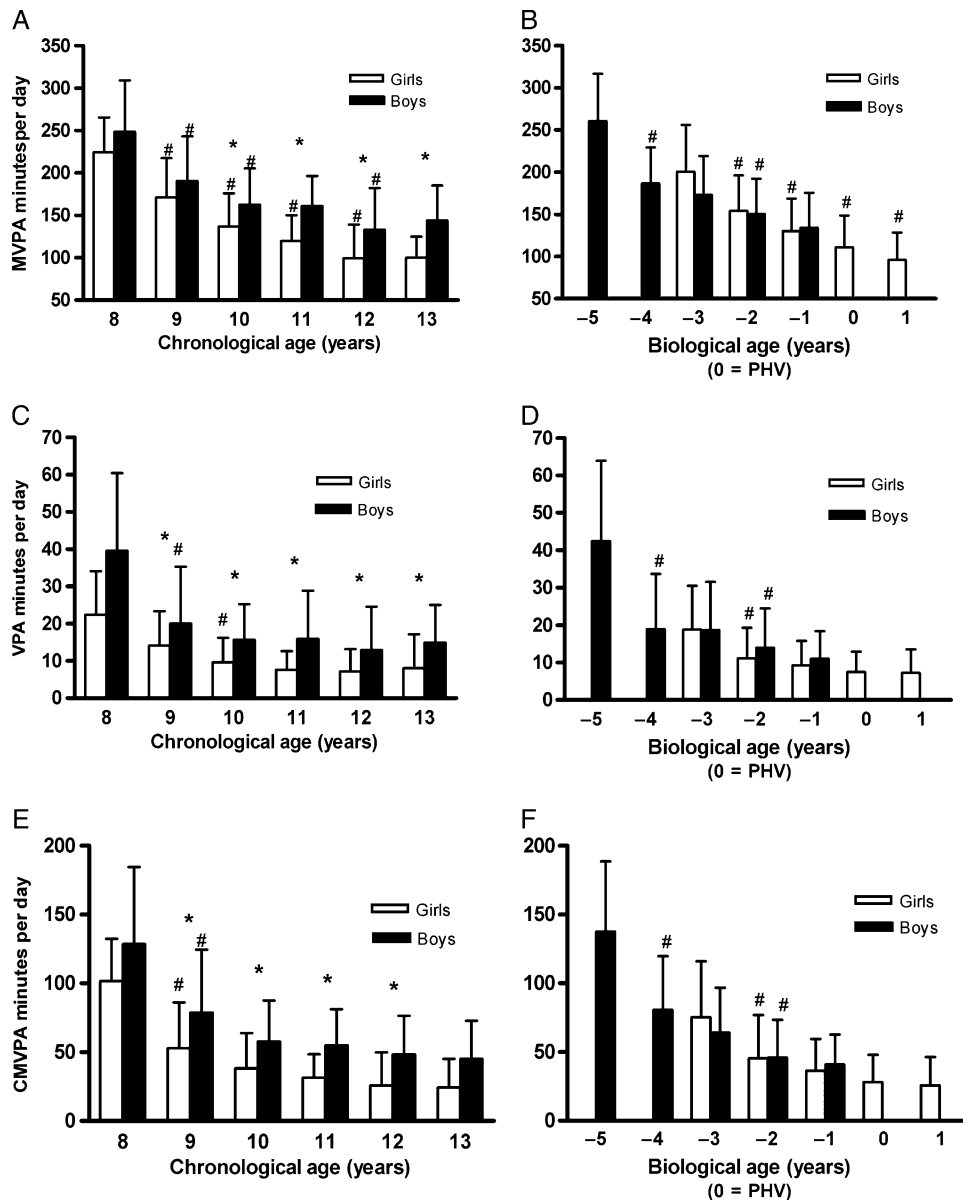 A
MVPA minutes per day
350
300
250
200
150
100
50
Girls
Boys
# # * # # * # * # # *
8 9 10 11 12 13
Chronological age (years)
B
350
300
250
200
150
100
50
Girls
Boys
# # # # # #
–5 –4 –3 –2 –1 0 1
Biological age (years)
(0 = PHV)
C
VPA minutes per day
70
60
50
40
30
20
10
0
Girls
Boys
* # # * * * *
8 9 10 11 12 13
Chronological age (years)
D
70
60
50
40
30
20
10
0
Girls
Boys
# # #
–5 –4 –3 –2 –1 0 1
Biological age (years)
(0 = PHV)
E
CMVPA minutes per day
200
150
100
50
0
Girls
Boys
# * # * * *
8 9 10 11 12 13
Chronological age (years)
F
200
150
100
50
0
Girls
Boys
# # #
–5 –4 –3 –2 –1 0 1
Biological age (years)
(0 = PHV)